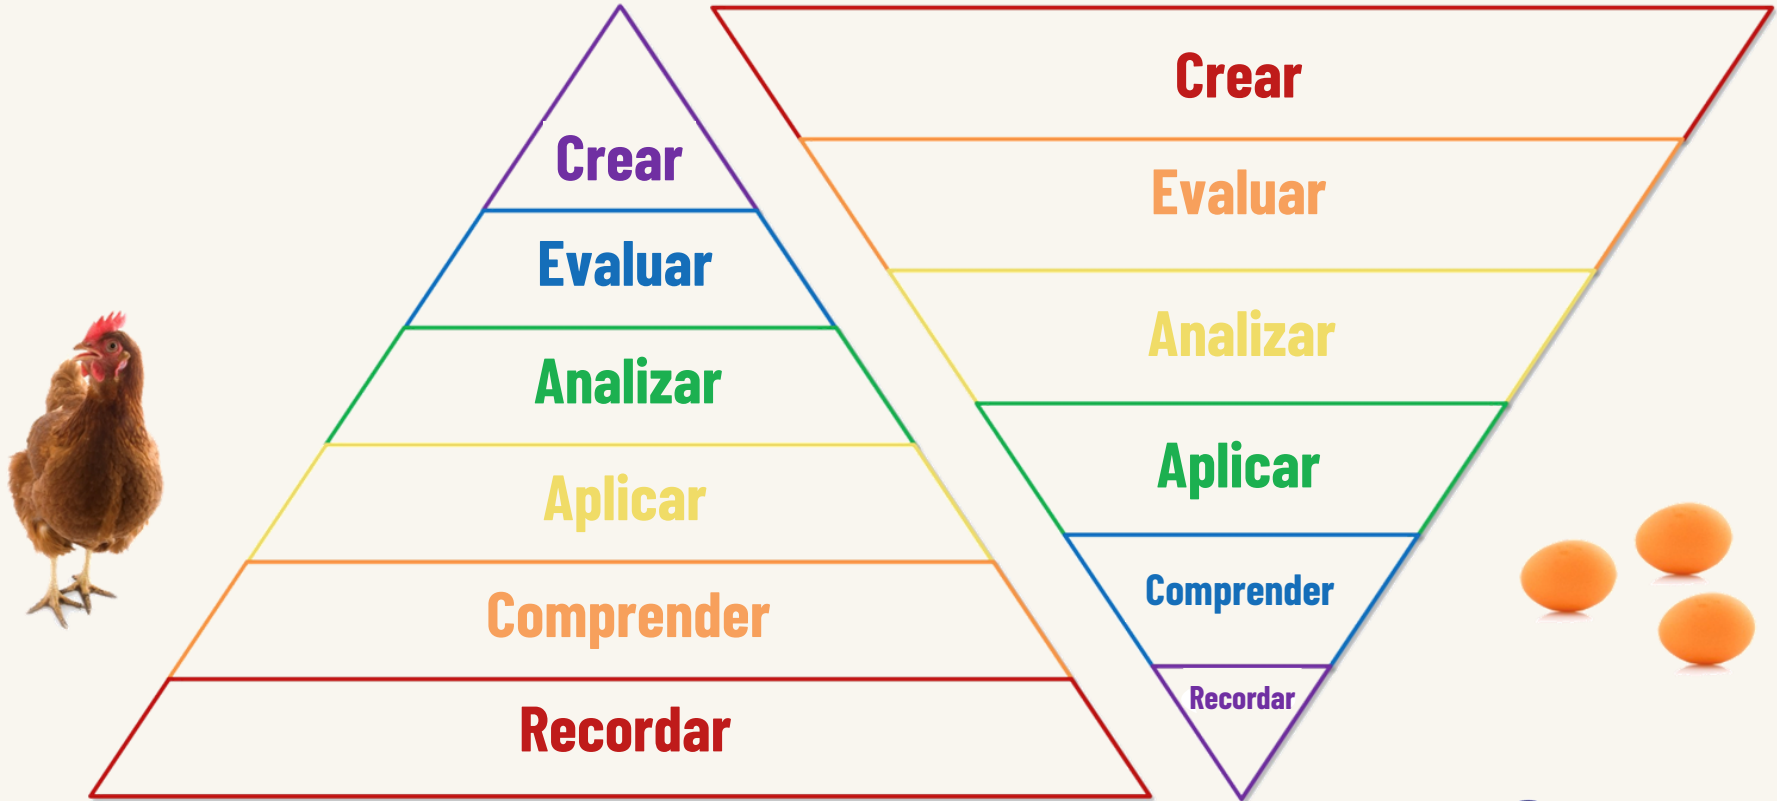 Crear
Evaluar
Analizar
Aplicar
Comprender
Recordar
Crear
Evaluar
Analizar
Aplicar
Comprender
Recordar